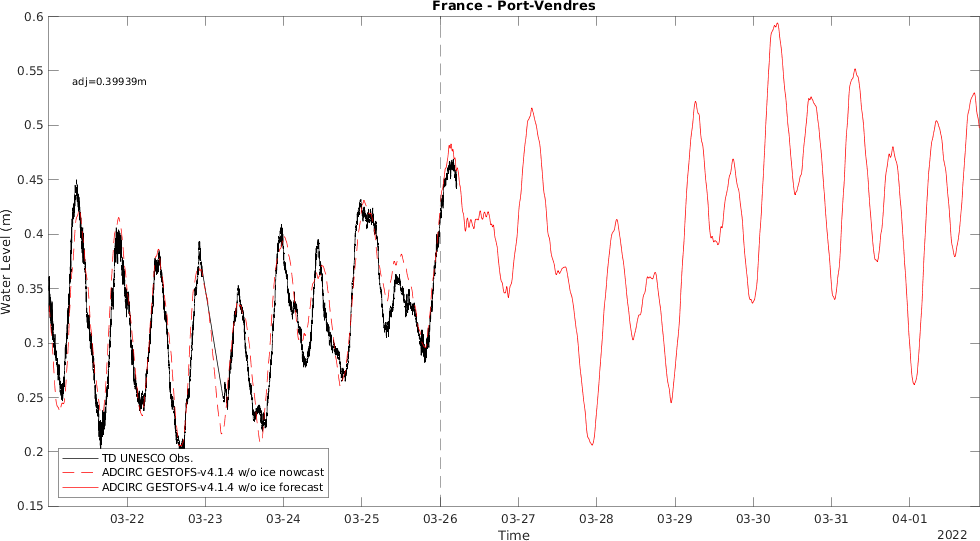 France - Port-Vendres
0.6
0.55
0.5
0.45
0.4
0.35
0.3
0.25
0.2
0.15
Water Level (m)
adj=0.39939m
TD UNESCO Obs.
ADCIRC GESTOFS-v4.1.4 w/o ice nowcast
ADCIRC GESTOFS-v4.1.4 w/o ice forecast
03-22 03-23 03-24 03-25 03-26 03-27 03-28 03-29 03-30 03-31 04-01
Time
2022